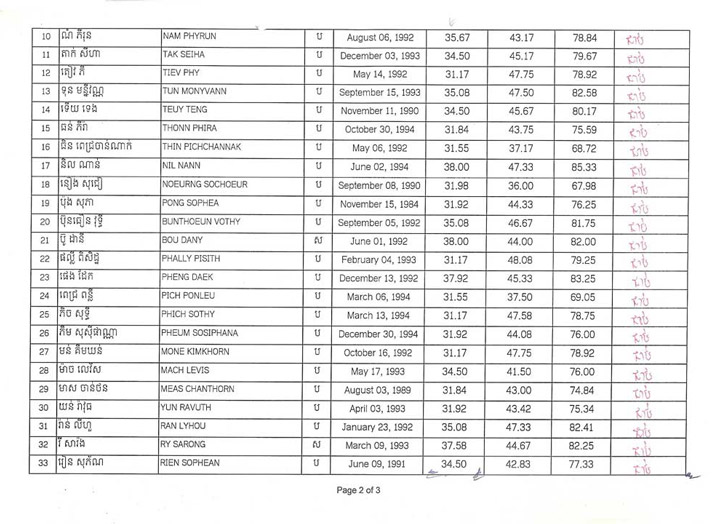 10 ណំ ភីរុន NAM PHYRUN ប August 06, 1992 35.67 43.17 78.84 ជាប់
11 តាក់ សីហា TAK SEIHA ប December 03, 1993 34.50 45.17 79.67 ជាប់
12 តៀវ ភី TIEV PHY ប May 14, 1992 31.17 47.75 78.92 ជាប់
13 ទុន មន្នីវណ្ណ TUN MONYVANN ប September 15, 1993 35.08 47.50 82.58 ជាប់
14 ទើយ ទេង TEUY TENG ប November 11, 1990 34.50 45.67 80.17 ជាប់
15 ធន់ ភីរ៉ា THONN PHIRA ប October 30, 1994 31.84 43.75 75.59 ជាប់
16 ធិន ពេជ្រចាន់ណាក់ THIN PICHCHANNAK ប May 06, 1992 31.55 37.17 68.72 ជាប់
17 និល ណាន់ NIL NANN ប June 02, 1994 38.00 47.33 85.33 ជាប់
18 នឿង សុជឿ NOEURNG SOCHOEUR ប September 08, 1990 31.98 36.00 67.98 ជាប់
19 ប៉ុង សុភា PONG SOPHEA ប November 15, 1984 31.92 44.33 76.25 ជាប់
20 ប៊ុនធឿន វុទ្ធី BUNTHOEUN VOTHY ប September 05, 1992 35.08 46.67 81.75 ជាប់
21 ប៊ូ ដានី BOU DANY ស June 01, 1992 38.00 44.00 82.00 ជាប់
22 ផល្លី ពិសិដ្ឋ PHALLY PISITH ប February 04, 1993 31.17 48.08 79.25 ជាប់
23 ផេង ដែក PHENG DAEK ប December 13, 1992 37.92 45.33 83.25 ជាប់
24 ពេជ្រ ពន្លឺ PICH PONLEU ប March 06, 1994 31.55 37.50 69.05 ជាប់
25 ភិច សុទ្ធី PHICH SOTHY ប March 13, 1994 31.17 47.58 78.75 ជាប់
26 ភឹម សុស៊ីផាណ្ណា PHEUM SOSIPHANA ប December 30, 1994 31.92 44.08 76.00 ជាប់
27 មន់ គឹមឃន់ MONE KIMKHORN ប October 16, 1992 31.17 47.75 78.92 ជាប់
28 ម៉ាច លេវីស MACH LEVIS ប May 17, 1993 34.50 41.50 76.00 ជាប់
29 មាស ចាន់ថន MEAS CHANTHORN ប August 03, 1989 31.84 43.00 74.84 ជាប់
30 យន់ រ៉ាវុធ YUN RAVUTH ប April 03, 1993 31.92 43.42 75.34 ជាប់
31 រ៉ាន់ លីហួ RAN LYHOU ប January 23, 1992 35.08 47.33 82.41 ជាប់
32 រី សារ៉ង RY SARONG ស March 09, 1993 37.58 44.67 82.25 ជាប់
33 រៀន សុភ័ណ RIEN SOPHEAN ប June 09, 1991 34.50 42.83 77.33 ជាប់
Page 2 of 3